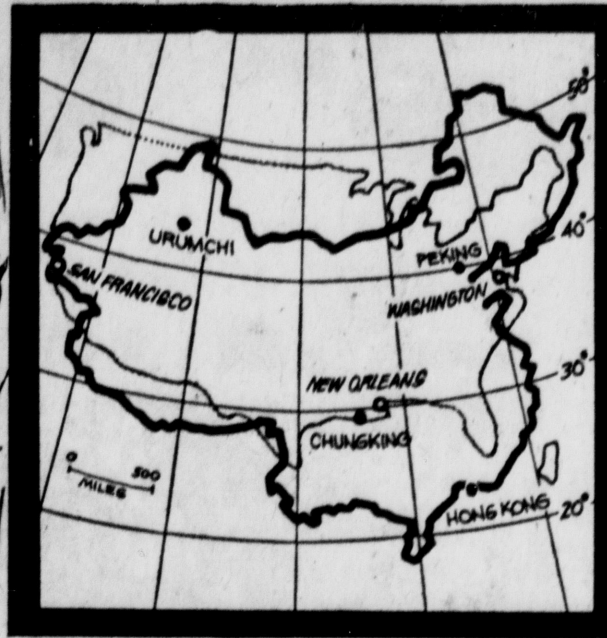 50°
40°
URUMCHI
PEKING
SAN FRANCISCO
WASHINGTON
30°
NEW ORLEANS
CHUNGKING
0 500
MILES
HONG KONG
20°